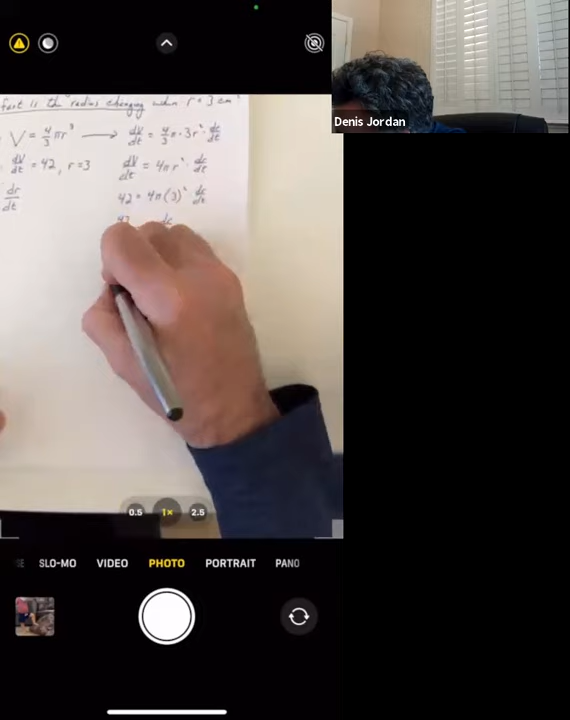 Denis Jordan
fast is the radius changing when r = 3 cm?
V = 4/3 πr³ → dV/dt = 4/3 π · 3r² · dr/dt
dV/dt = 42, r = 3 dV/dt = 4πr² · dr/dt
dr/dt 42 = 4π(3)² dr/dt
42 dr
0.5 1× 2.5
SLO-MO VIDEO PHOTO PORTRAIT PANO